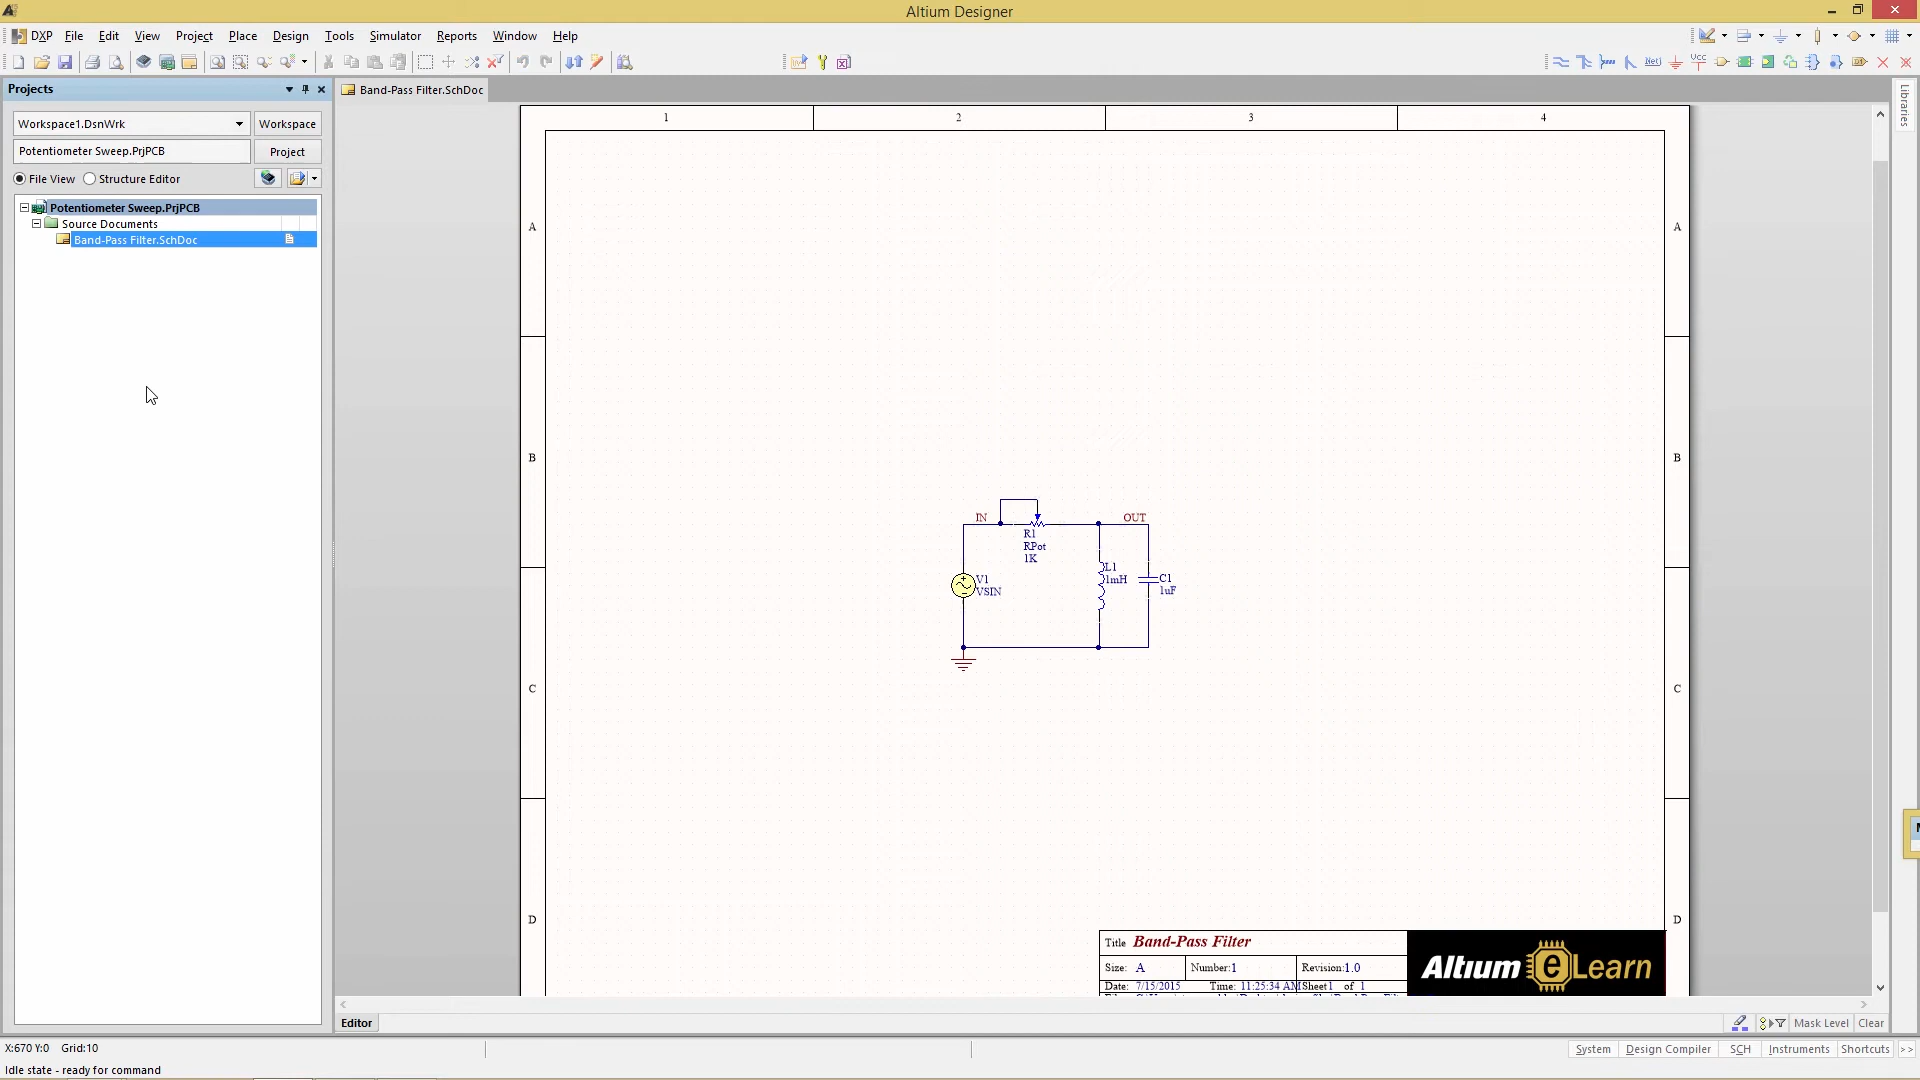 Altium Designer
DXP File Edit View Project Place Design Tools Simulator Reports Window Help
Net) Vcc
Projects
Band-Pass Filter.SchDoc
Libraries
Workspace1.DsnWrk Workspace
Potentiometer Sweep.PrjPCB Project
File View Structure Editor
Potentiometer Sweep.PrjPCB
Source Documents
Band-Pass Filter.SchDoc
1 2 3 4
A A
B B
IN OUT
R1
RPot
1K
L1
1mH
C1
1uF
V1
VSIN
C C
D D
Title Band-Pass Filter
Size: A Number:1 Revision:1.0
Date: 7/15/2015 Time: 11:25:34 AM Sheet1 of 1
Altium e Learn
Editor Mask Level Clear
X:670 Y:0 Grid:10 System Design Compiler SCH Instruments Shortcuts >>
Idle state - ready for command